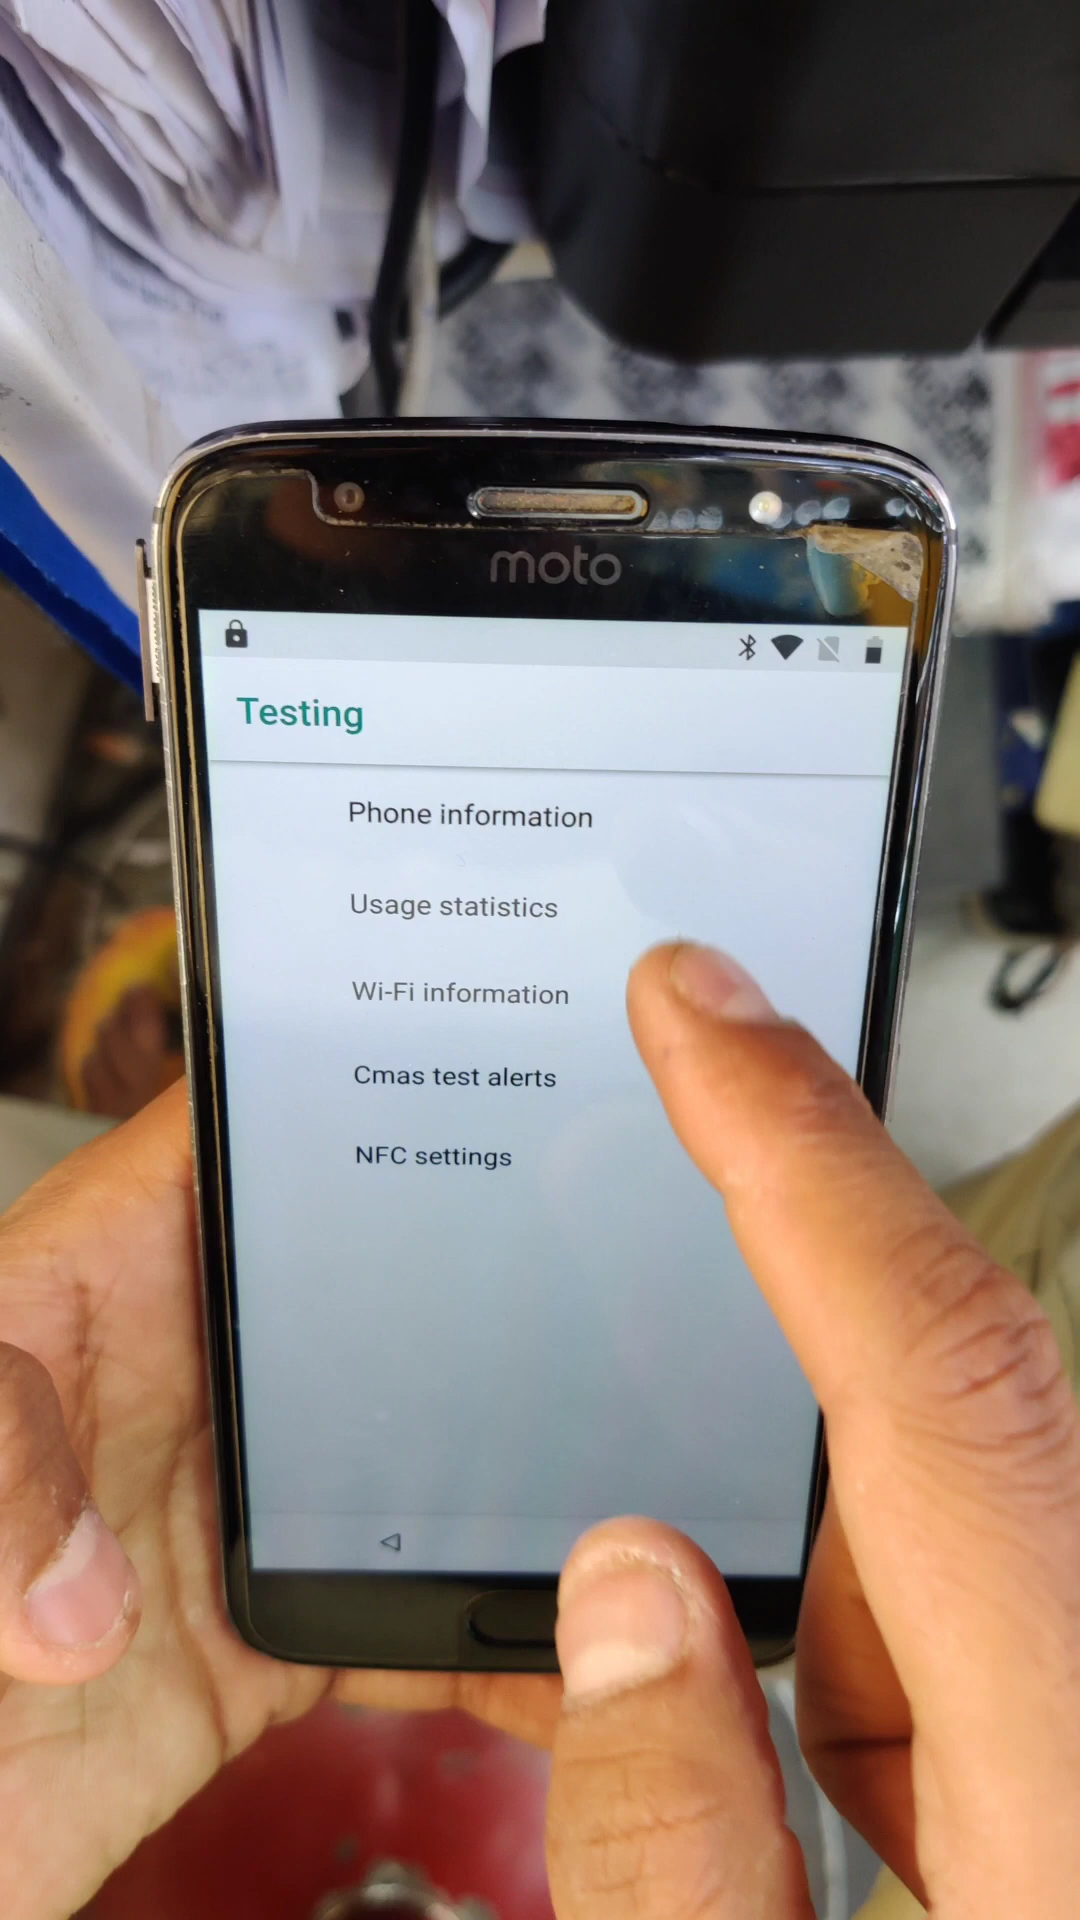 moto
Testing
Phone information
Usage statistics
Wi-Fi information
Cmas test alerts
NFC settings